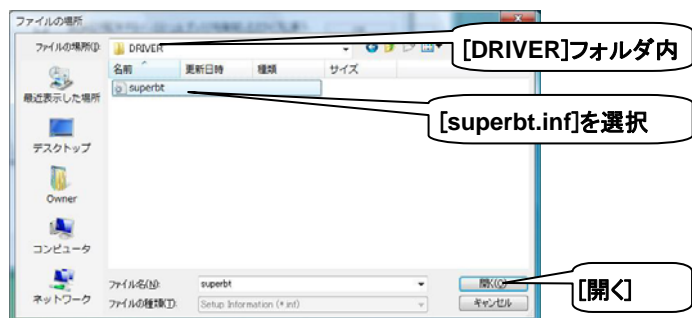 ファイルの場所
ファイルの場所(I):
DRIVER
[DRIVER]フォルダ内
名前
更新日時
種類
サイズ
superbt
[superbt.inf]を選択
最近表示した場所
デスクトップ
Owner
コンピュータ
ネットワーク
ファイル名(N):
superbt
開く(O)
[開く]
ファイルの種類(T):
Setup Information (*.inf)
キャンセル